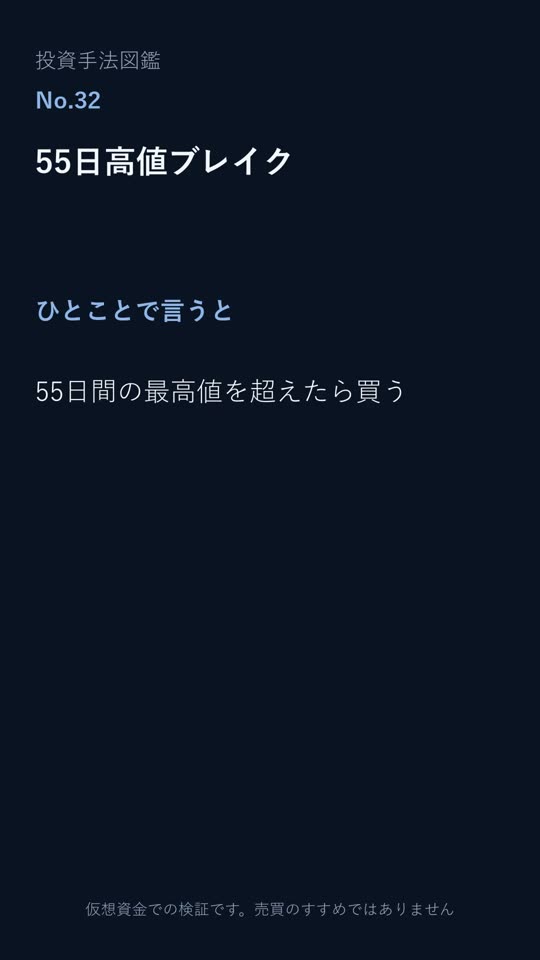 投資手法図鑑
No.32
55日高値ブレイク
ひとことで言うと
55日間の最高値を超えたら買う
仮想資金での検証です。売買のすすめではありません